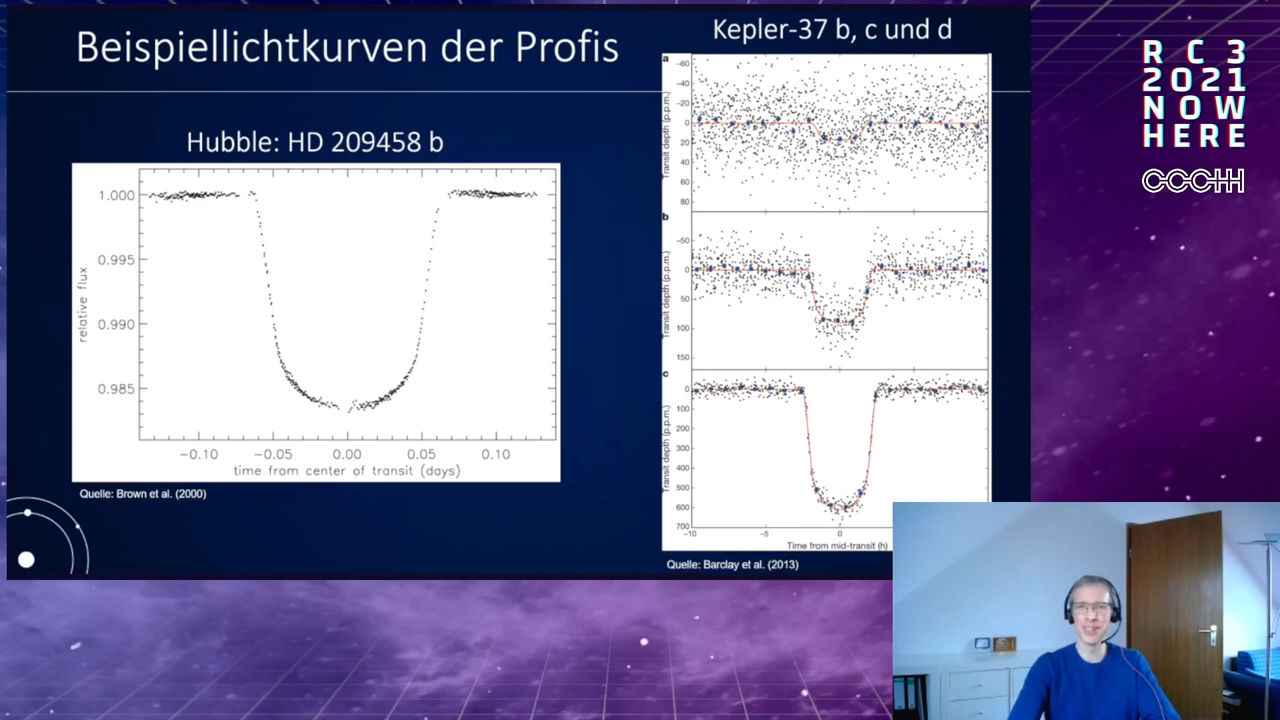 Beispiellichtkurven der Profis
Hubble: HD 209458 b
1.000
0.995
0.990
0.985
relative flux
−0.10 −0.05 0.00 0.05 0.10
time from center of transit (days)
Quelle: Brown et al. (2000)
Kepler-37 b, c und d
a
−60
−40
−20
0
20
40
60
80
Transit depth (p.p.m.)
b
−50
0
50
100
150
Transit depth (p.p.m.)
c
0
100
200
300
400
500
600
700
Transit depth (p.p.m.)
−10 −5 0
Time from mid-transit (h)
Quelle: Barclay et al. (2013)
R C 3
2021
N O W
HERE
CCCHH